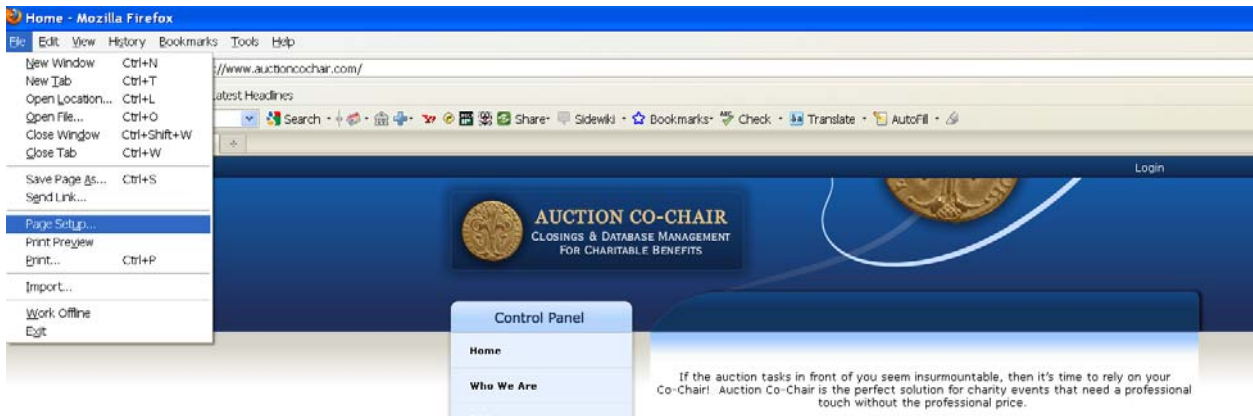 Home - Mozilla Firefox
File Edit View History Bookmarks Tools Help
New Window Ctrl+N
New Tab Ctrl+T
Open Location... Ctrl+L
Open File... Ctrl+O
Close Window Ctrl+Shift+W
Close Tab Ctrl+W
Save Page As... Ctrl+S
Send Link...
Page Setup...
Print Preview
Print... Ctrl+P
Import...
Work Offline
Exit
://www.auctioncochair.com/
atest Headlines
Search Share Sidewiki Bookmarks Check Translate AutoFill
Login
AUCTION CO-CHAIR
CLOSINGS & DATABASE MANAGEMENT
FOR CHARITABLE BENEFITS
Control Panel
Home
Who We Are
If the auction tasks in front of you seem insurmountable, then it's time to rely on your
Co-Chair! Auction Co-Chair is the perfect solution for charity events that need a professional
touch without the professional price.